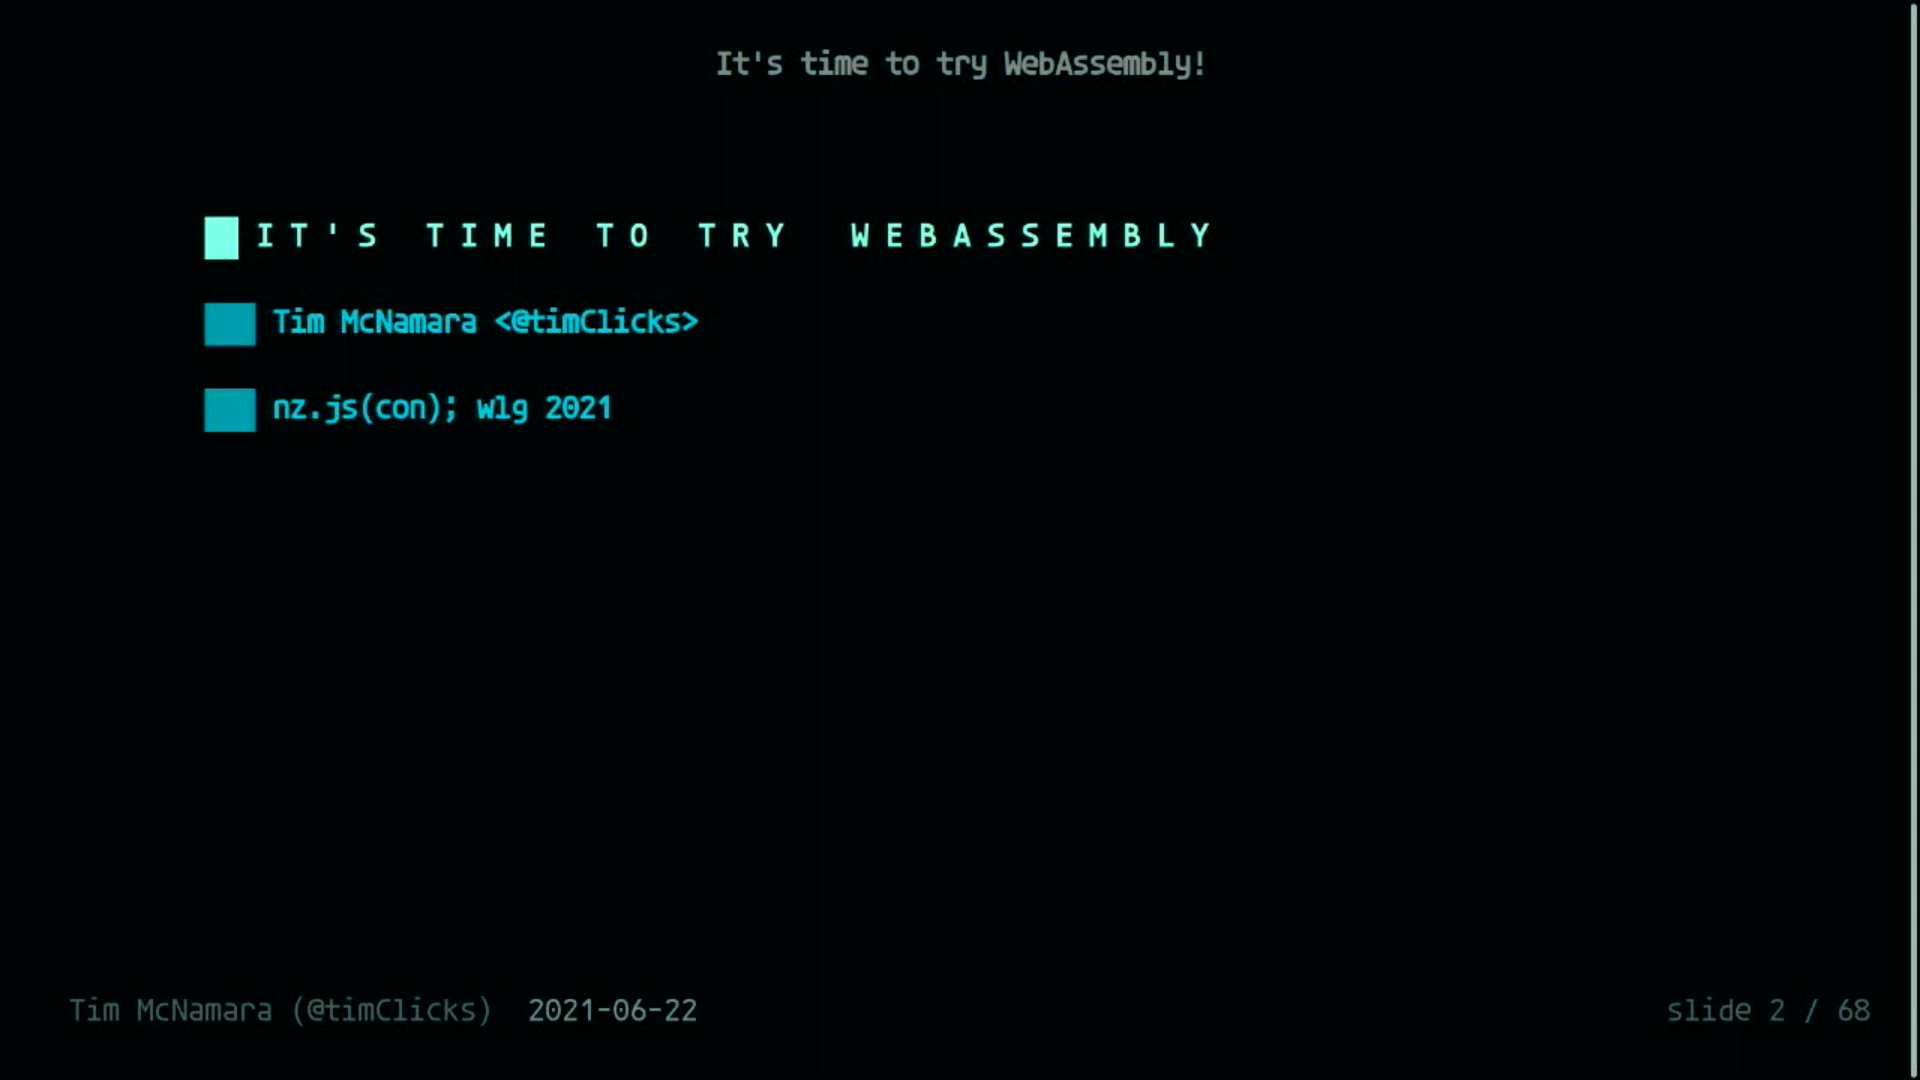 It's time to try WebAssembly!
IT'S TIME TO TRY WEBASSEMBLY
Tim McNamara <@timClicks>
nz.js(con); wlg 2021
Tim McNamara (@timClicks) 2021-06-22
slide 2 / 68